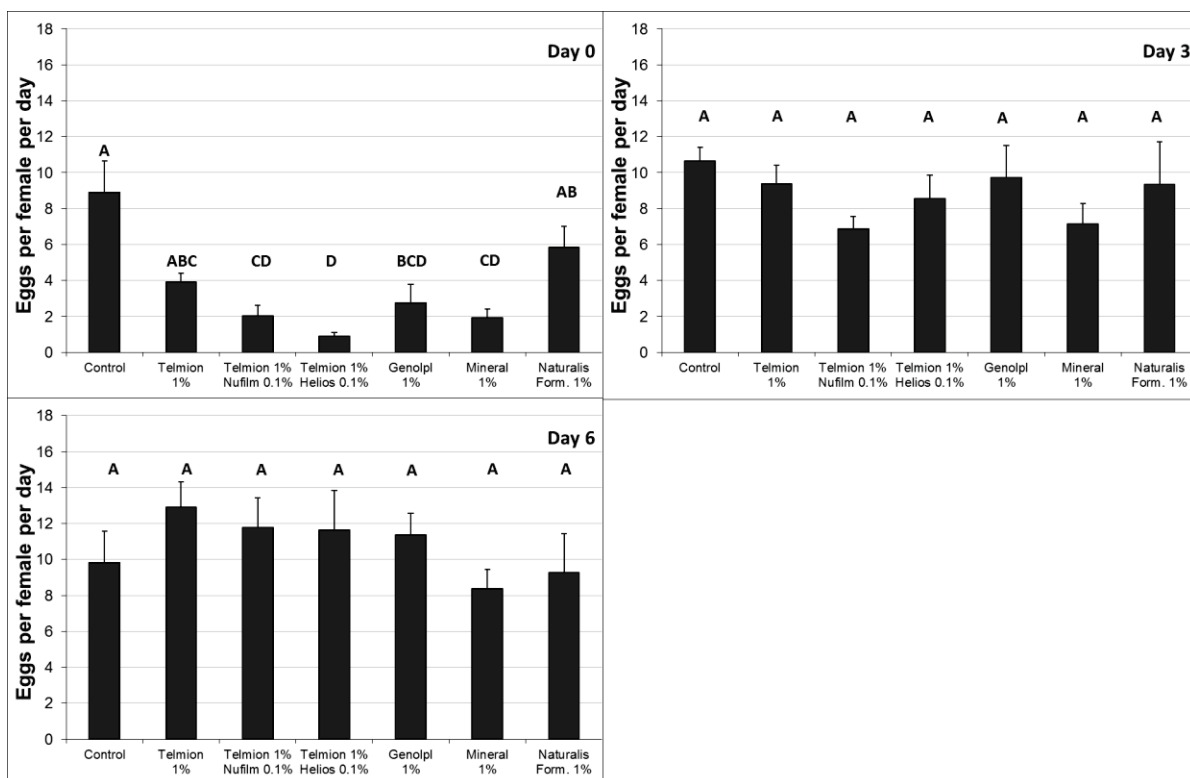 Eggs per female per day
18
16
14
12
10
8
6
4
2
0
Day 0
A
ABC
CD
D
BCD
CD
AB
Control
Telmion
1%
Telmion 1%
Nufilm 0.1%
Telmion 1%
Helios 0.1%
Genolpl
1%
Mineral
1%
Naturalis
Form. 1%
Eggs per female per day
18
16
14
12
10
8
6
4
2
0
Day 3
A
A
A
A
A
A
A
Control
Telmion
1%
Telmion 1%
Nufilm 0.1%
Telmion 1%
Helios 0.1%
Genolpl
1%
Mineral
1%
Naturalis
Form. 1%
Eggs per female per day
18
16
14
12
10
8
6
4
2
0
Day 6
A
A
A
A
A
A
A
Control
Telmion
1%
Telmion 1%
Nufilm 0.1%
Telmion 1%
Helios 0.1%
Genolpl
1%
Mineral
1%
Naturalis
Form. 1%